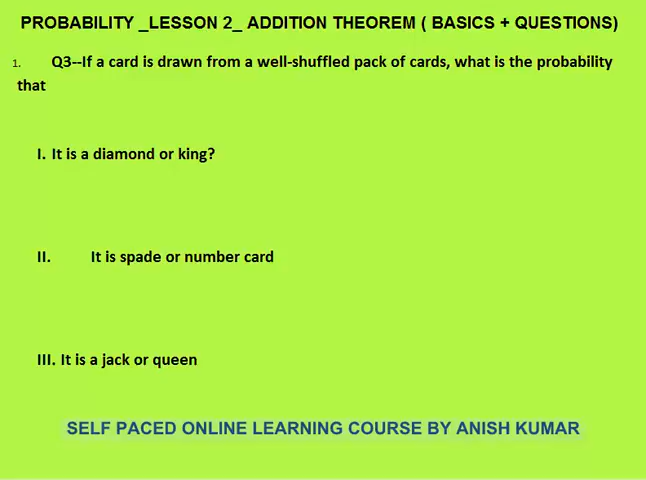 PROBABILITY _LESSON 2_ ADDITION THEOREM ( BASICS + QUESTIONS)
1. Q3--If a card is drawn from a well-shuffled pack of cards, what is the probability
that
I. It is a diamond or king?
II. It is spade or number card
III. It is a jack or queen
SELF PACED ONLINE LEARNING COURSE BY ANISH KUMAR